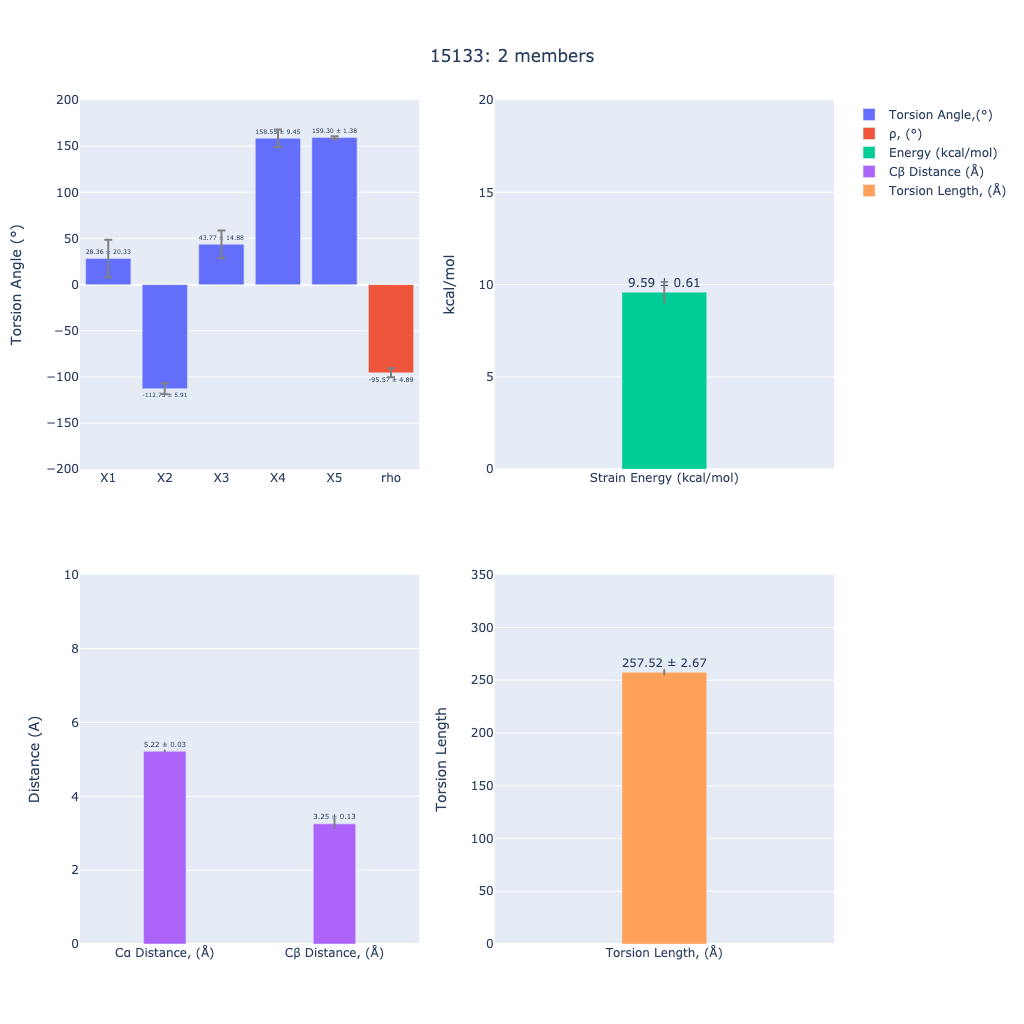 15133: 2 members
Torsion Angle (°)
200
150
100
50
0
−50
−100
−150
−200
28.36 ± 20.33
43.77 ± 14.88
± 9.45
159.30 ± 1.38
± 5.91
-95.57 ± 4.89
X1 X2 X3 X4 X5 rho
kcal/mol
20
15
10
5
0
9.59 ± 0.61
Strain Energy (kcal/mol)
Torsion Angle,(°)
ρ, (°)
Energy (kcal/mol)
Cβ Distance (Å)
Torsion Length, (Å)
Distance (A)
10
8
6
4
2
0
5.22 ± 0.03
3.25 ± 0.13
Cα Distance, (Å) Cβ Distance, (Å)
Torsion Length
350
300
250
200
150
100
50
0
257.52 ± 2.67
Torsion Length, (Å)